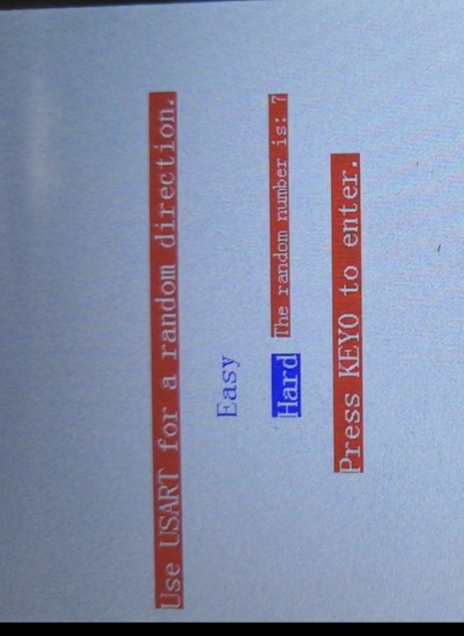 Use USART for a random direction.
Easy
Hard The random number is: 7
Press KEY0 to enter.